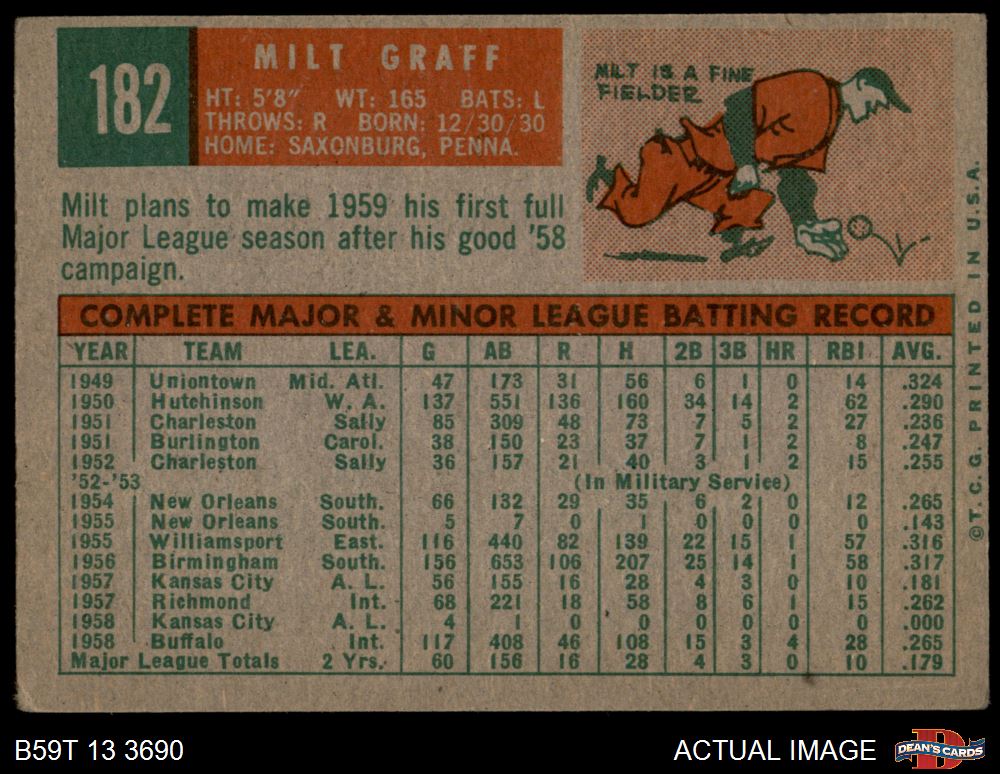 182
MILT GRAFF
HT: 5'8" WT: 165 BATS: L
THROWS: R BORN: 12/30/30
HOME: SAXONBURG, PENNA.
MILT IS A FINE
FIELDER
Milt plans to make 1959 his first full
Major League season after his good '58
campaign.
COMPLETE MAJOR & MINOR LEAGUE BATTING RECORD
YEAR TEAM LEA. G AB R H 2B 3B HR RBI AVG.
1949 Uniontown Mid. Atl. 47 173 31 56 6 1 0 14 .324
1950 Hutchinson W. A. 137 551 136 160 34 14 2 62 .290
1951 Charleston Sally 85 309 48 73 7 5 2 27 .236
1951 Burlington Carol. 38 150 23 37 7 1 2 8 .247
1952 Charleston Sally 36 157 21 40 3 1 2 15 .255
'52-'53 (In Military Service)
1954 New Orleans South. 66 132 29 35 6 2 0 12 .265
1955 New Orleans South. 5 7 0 1 0 0 0 0 .143
1955 Williamsport East. 116 440 82 139 22 15 1 57 .316
1956 Birmingham South. 156 653 106 207 25 14 1 58 .317
1957 Kansas City A. L. 56 155 16 28 4 3 0 10 .181
1957 Richmond Int. 68 221 18 58 8 6 1 15 .262
1958 Kansas City A. L. 4 1 0 0 0 0 0 0 .000
1958 Buffalo Int. 117 408 46 108 15 3 4 28 .265
Major League Totals 2 Yrs. 60 156 16 28 4 3 0 10 .179
©T.C.G. PRINTED IN U.S.A.
B59T 13 3690
ACTUAL IMAGE
D
DEAN'S CARDS